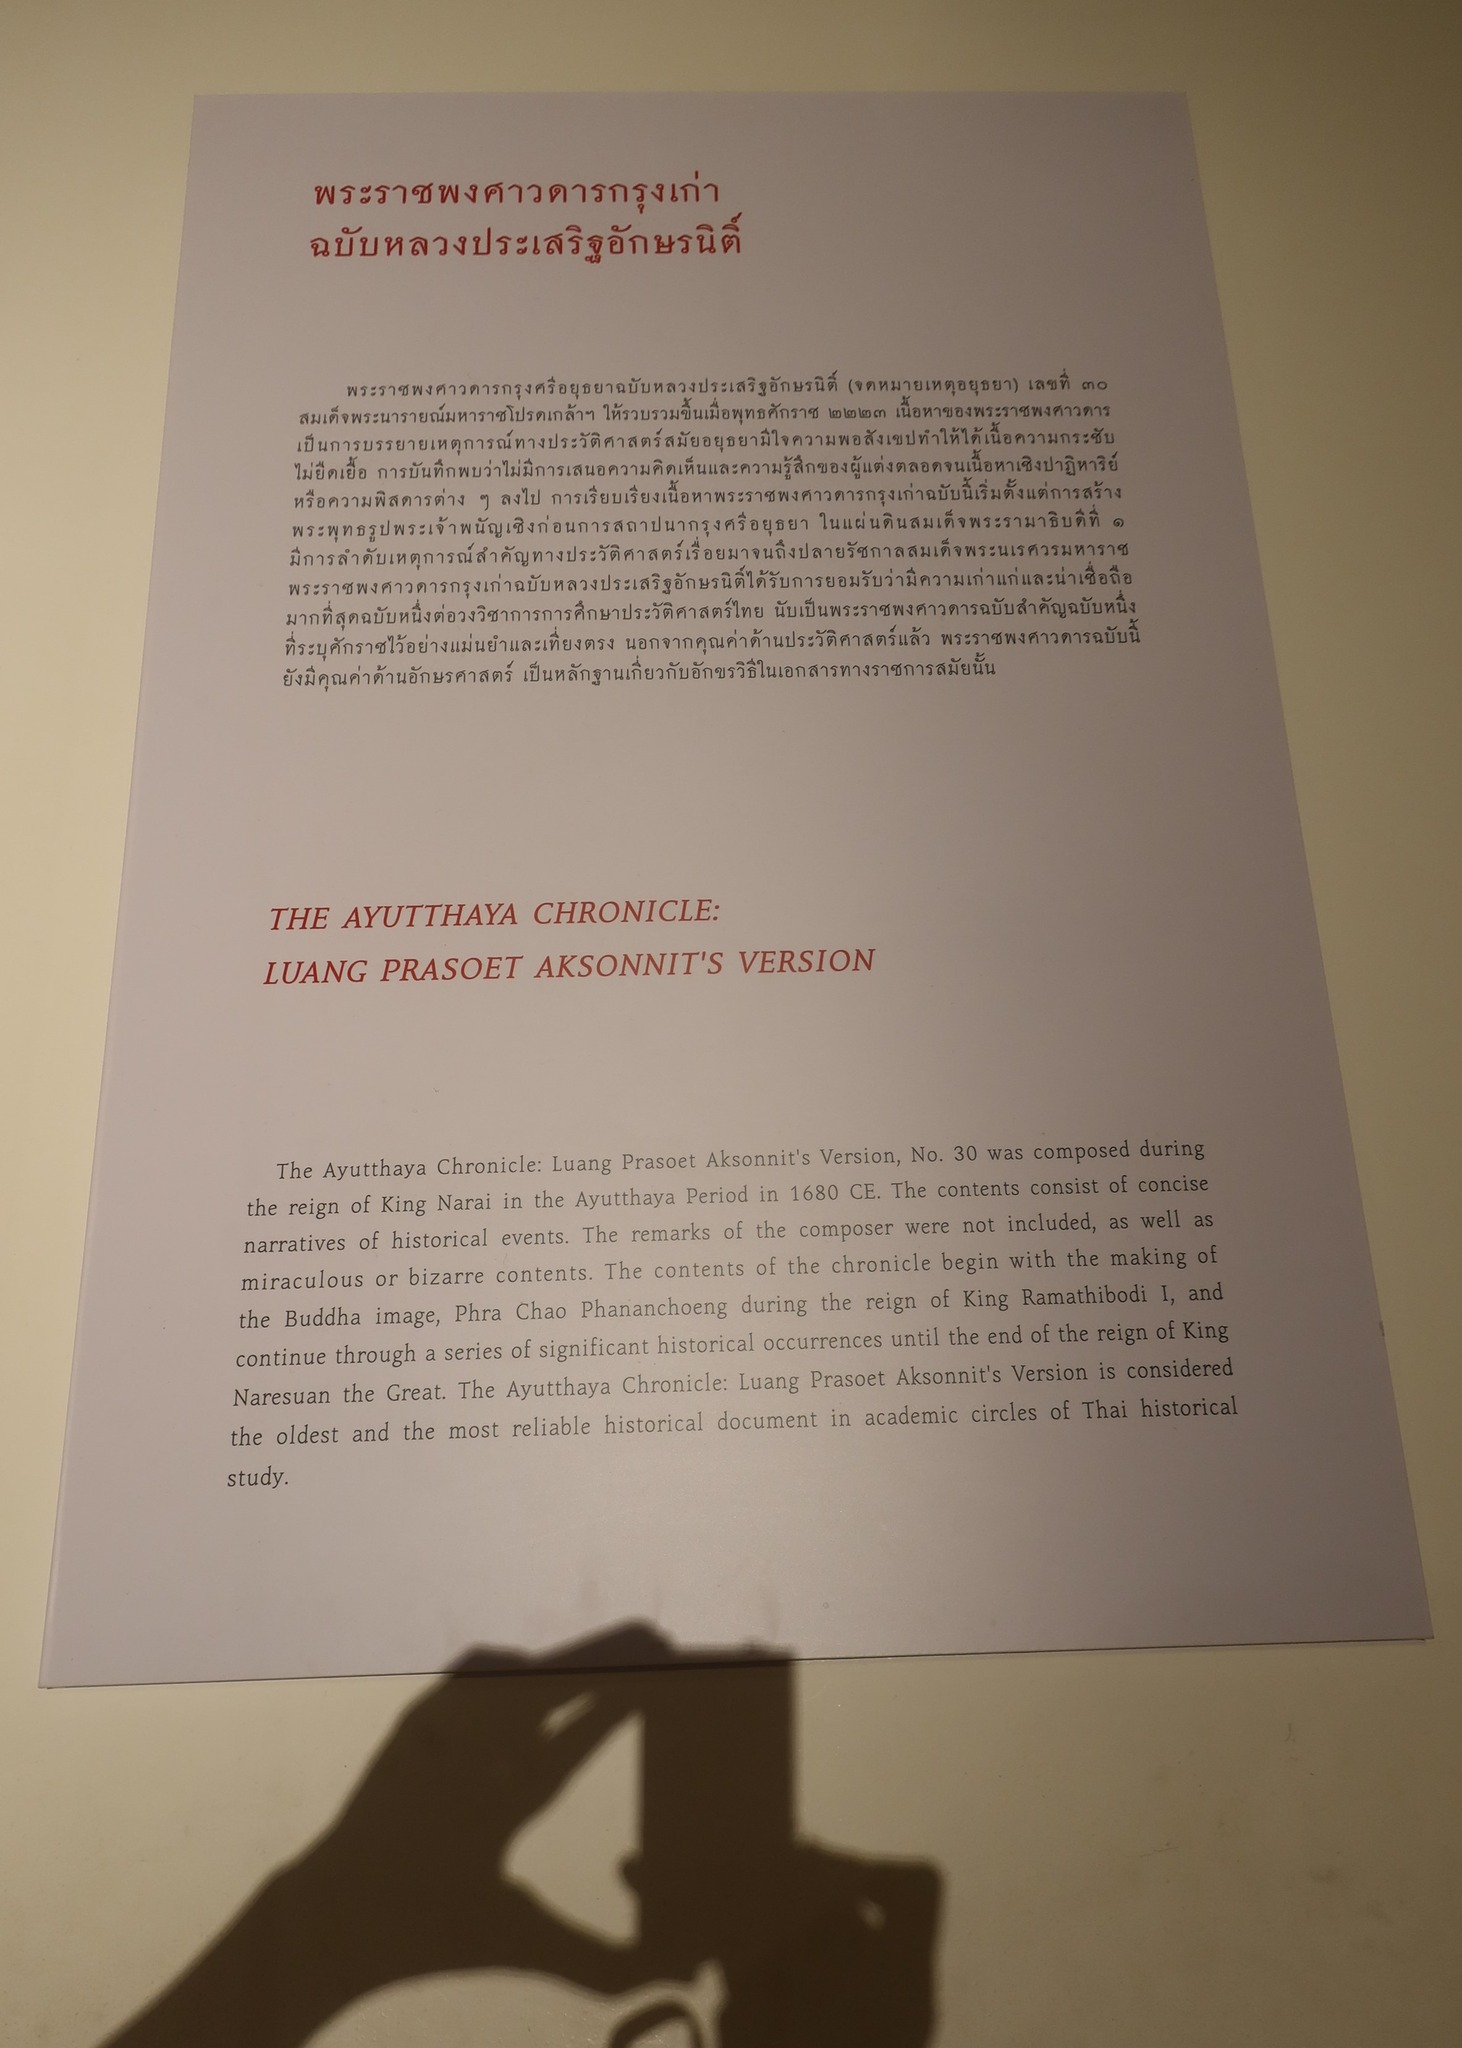 พระราชพงศาวดารกรุงเก่า
ฉบับหลวงประเสริฐอักษรนิติ์
พระราชพงศาวดารกรุงศรีอยุธยาฉบับหลวงประเสริฐอักษรนิติ์ (จดหมายเหตุอยุธยา) เลขที่ ๓๐
สมเด็จพระนารายณ์มหาราชโปรดเกล้าฯ ให้รวบรวมขึ้นเมื่อพุทธศักราช ๒๒๒๓ เนื้อหาของพระราชพงศาวดาร
เป็นการบรรยายเหตุการณ์ทางประวัติศาสตร์สมัยอยุธยามีใจความพอสังเขปทำให้ได้เนื้อความกระชับ
ไม่ยืดเยื้อ การบันทึกพบว่าไม่มีการเสนอความคิดเห็นและความรู้สึกของผู้แต่งตลอดจนเนื้อหาเชิงปาฏิหาริย์
หรือความพิสดารต่าง ๆ ลงไป การเรียบเรียงเนื้อหาพระราชพงศาวดารกรุงเก่าฉบับนี้เริ่มตั้งแต่การสร้าง
พระพุทธรูปพระเจ้าพนัญเชิงก่อนการสถาปนากรุงศรีอยุธยา ในแผ่นดินสมเด็จพระรามาธิบดีที่ ๑
มีการลำดับเหตุการณ์สำคัญทางประวัติศาสตร์เรื่อยมาจนถึงปลายรัชกาลสมเด็จพระนเรศวรมหาราช
พระราชพงศาวดารกรุงเก่าฉบับหลวงประเสริฐอักษรนิติ์ได้รับการยอมรับว่ามีความเก่าแก่และน่าเชื่อถือ
มากที่สุดฉบับหนึ่งต่อวงวิชาการการศึกษาประวัติศาสตร์ไทย นับเป็นพระราชพงศาวดารฉบับสำคัญฉบับหนึ่ง
ที่ระบุศักราชไว้อย่างแม่นยำและเที่ยงตรง นอกจากคุณค่าด้านประวัติศาสตร์แล้ว พระราชพงศาวดารฉบับนี้
ยังมีคุณค่าด้านอักษรศาสตร์ เป็นหลักฐานเกี่ยวกับอักขรวิธีในเอกสารทางราชการสมัยนั้น
THE AYUTTHAYA CHRONICLE:
LUANG PRASOET AKSONNIT'S VERSION
The Ayutthaya Chronicle: Luang Prasoet Aksonnit's Version, No. 30 was composed during
the reign of King Narai in the Ayutthaya Period in 1680 CE. The contents consist of concise
narratives of historical events. The remarks of the composer were not included, as well as
miraculous or bizarre contents. The contents of the chronicle begin with the making of
the Buddha image, Phra Chao Phananchoeng during the reign of King Ramathibodi I, and
continue through a series of significant historical occurrences until the end of the reign of King
Naresuan the Great. The Ayutthaya Chronicle: Luang Prasoet Aksonnit's Version is considered
the oldest and the most reliable historical document in academic circles of Thai historical
study.